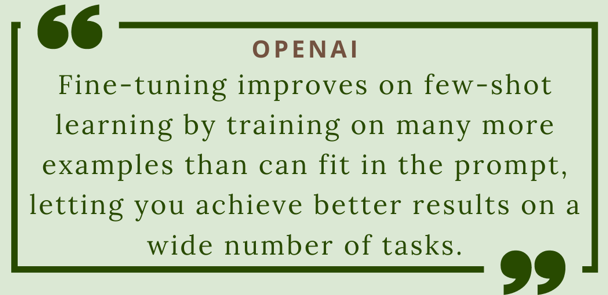 OPENAI
Fine-tuning improves on few-shot
learning by training on many more
examples than can fit in the prompt,
letting you achieve better results on a
wide number of tasks.